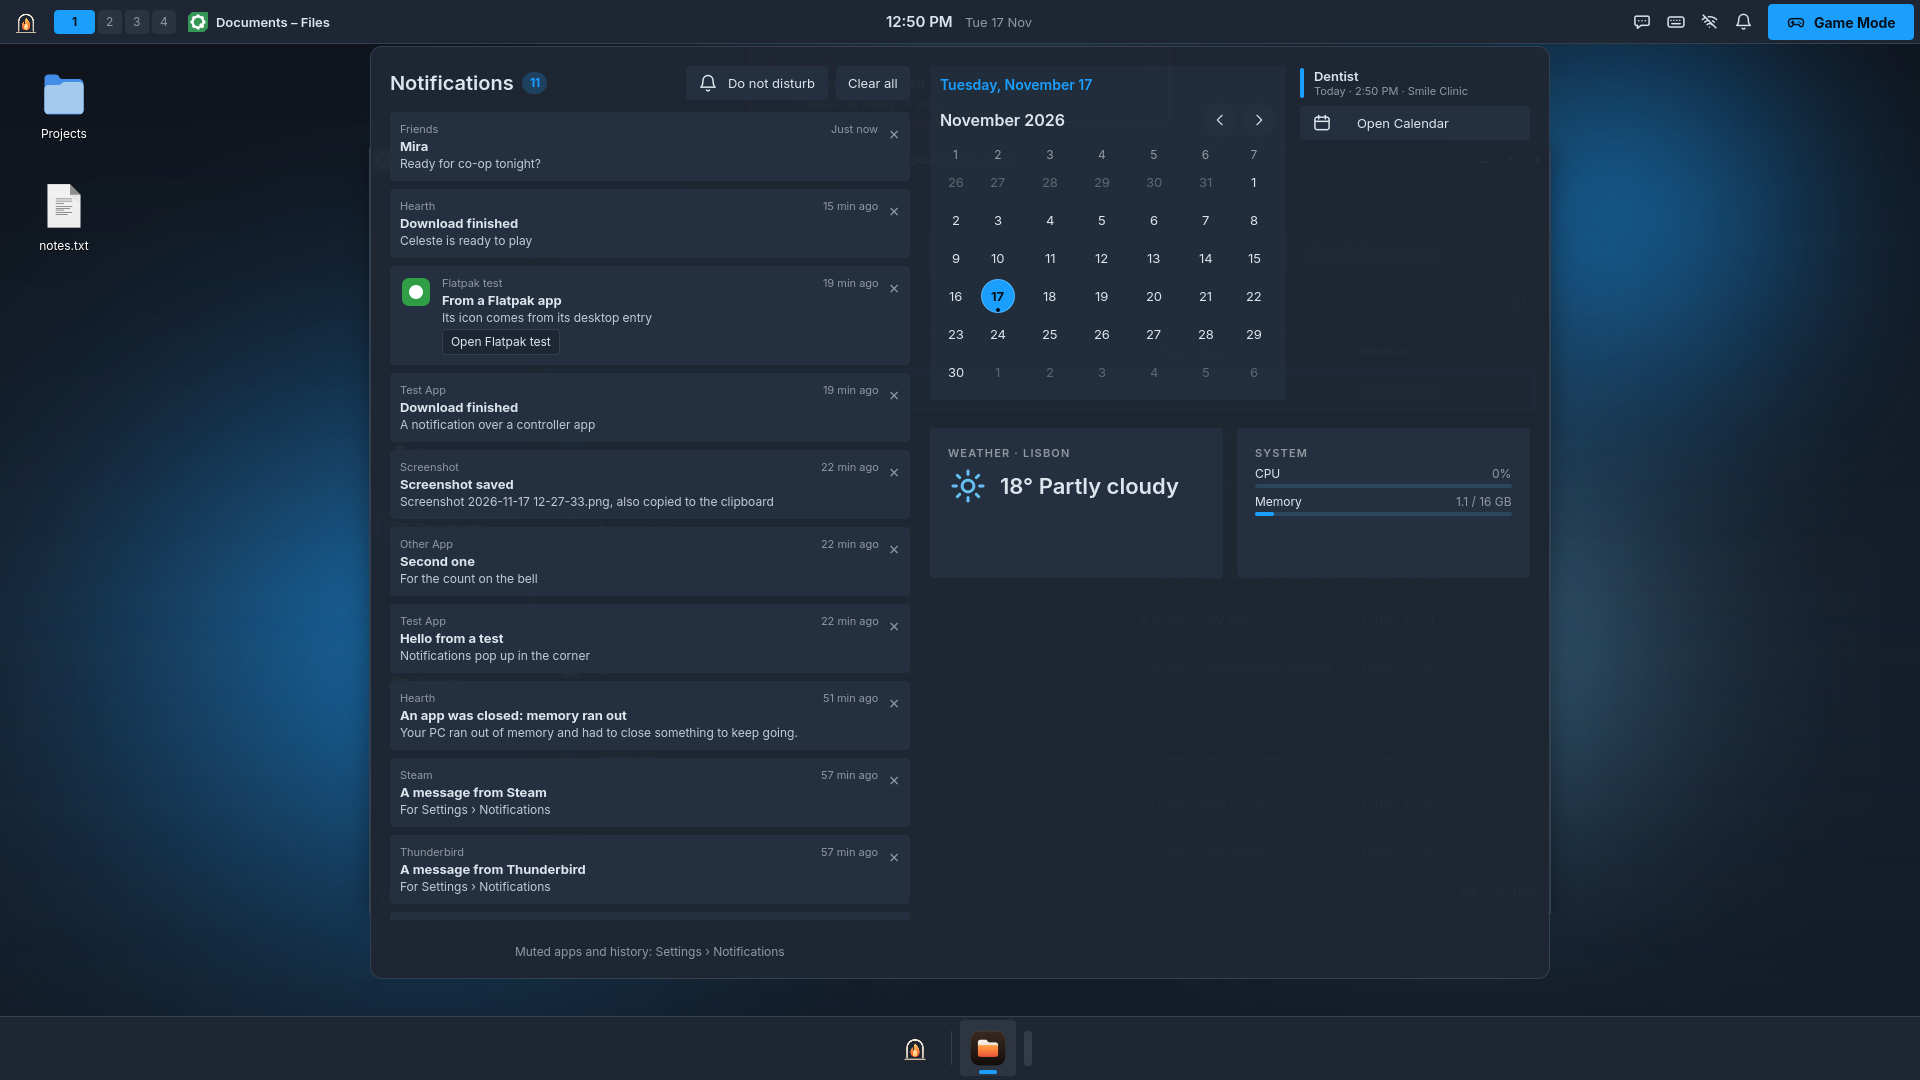 1 2 3 4 Documents – Files
12:50 PM Tue 17 Nov
Game Mode
Projects
notes.txt
Notifications 11
Do not disturb
Clear all
Friends Just now
Mira
Ready for co-op tonight?
Hearth 15 min ago
Download finished
Celeste is ready to play
Flatpak test 19 min ago
From a Flatpak app
Its icon comes from its desktop entry
Open Flatpak test
Test App 19 min ago
Download finished
A notification over a controller app
Screenshot 22 min ago
Screenshot saved
Screenshot 2026-11-17 12-27-33.png, also copied to the clipboard
Other App 22 min ago
Second one
For the count on the bell
Test App 22 min ago
Hello from a test
Notifications pop up in the corner
Hearth 51 min ago
An app was closed: memory ran out
Your PC ran out of memory and had to close something to keep going.
Steam 57 min ago
A message from Steam
For Settings › Notifications
Thunderbird 57 min ago
A message from Thunderbird
For Settings › Notifications
Muted apps and history: Settings › Notifications
Tuesday, November 17
November 2026
1 2 3 4 5 6 7
26 27 28 29 30 31 1
2 3 4 5 6 7 8
9 10 11 12 13 14 15
16 17 18 19 20 21 22
23 24 25 26 27 28 29
30 1 2 3 4 5 6
Dentist
Today · 2:50 PM · Smile Clinic
Open Calendar
WEATHER · LISBON
18° Partly cloudy
SYSTEM
CPU 0%
Memory 1.1 / 16 GB